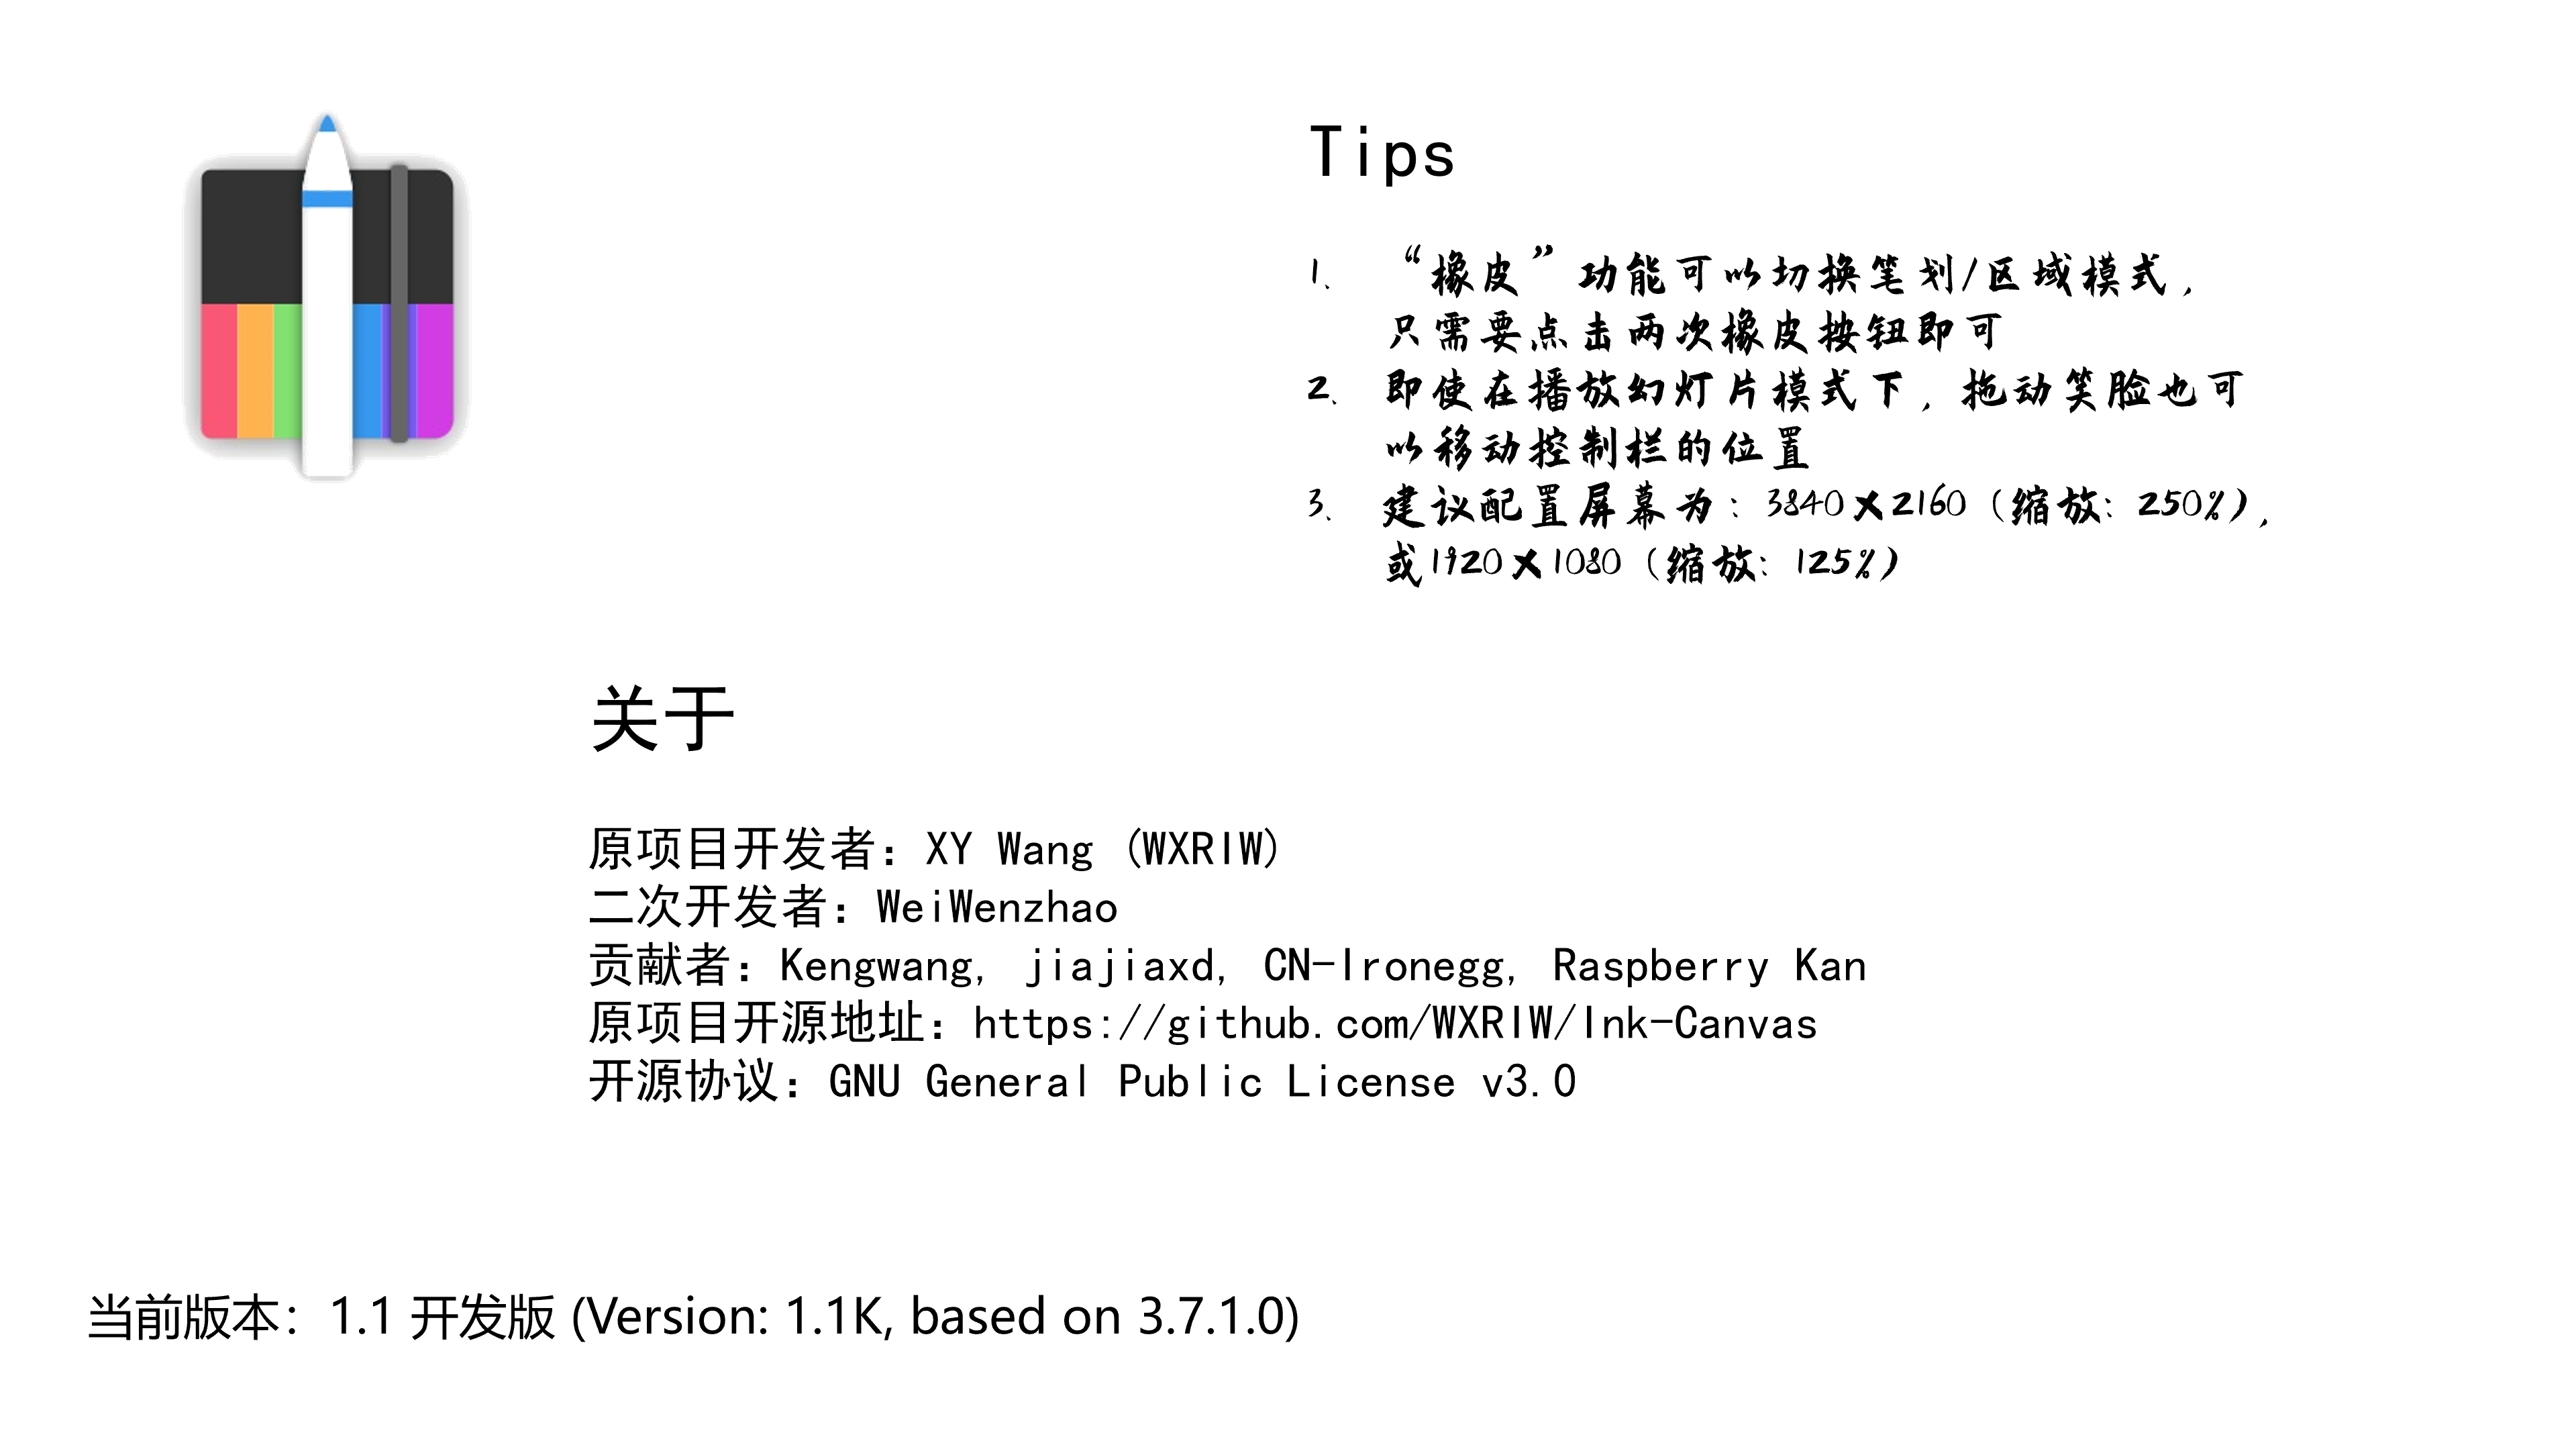 Tips
1、“橡皮”功能可以切换笔划/区域模式，
只需要点击两次橡皮按钮即可
2、即使在播放幻灯片模式下，拖动笑脸也可
以移动控制栏的位置
3、建议配置屏幕为：3840×2160（缩放：250%），
或1920×1080（缩放：125%）
关于
原项目开发者：XY Wang (WXRIW)
二次开发者：WeiWenzhao
贡献者：Kengwang, jiajiaxd, CN-Ironegg, Raspberry Kan
原项目开源地址：https://github.com/WXRIW/Ink-Canvas
开源协议：GNU General Public License v3.0
当前版本：1.1 开发版 (Version: 1.1K, based on 3.7.1.0)